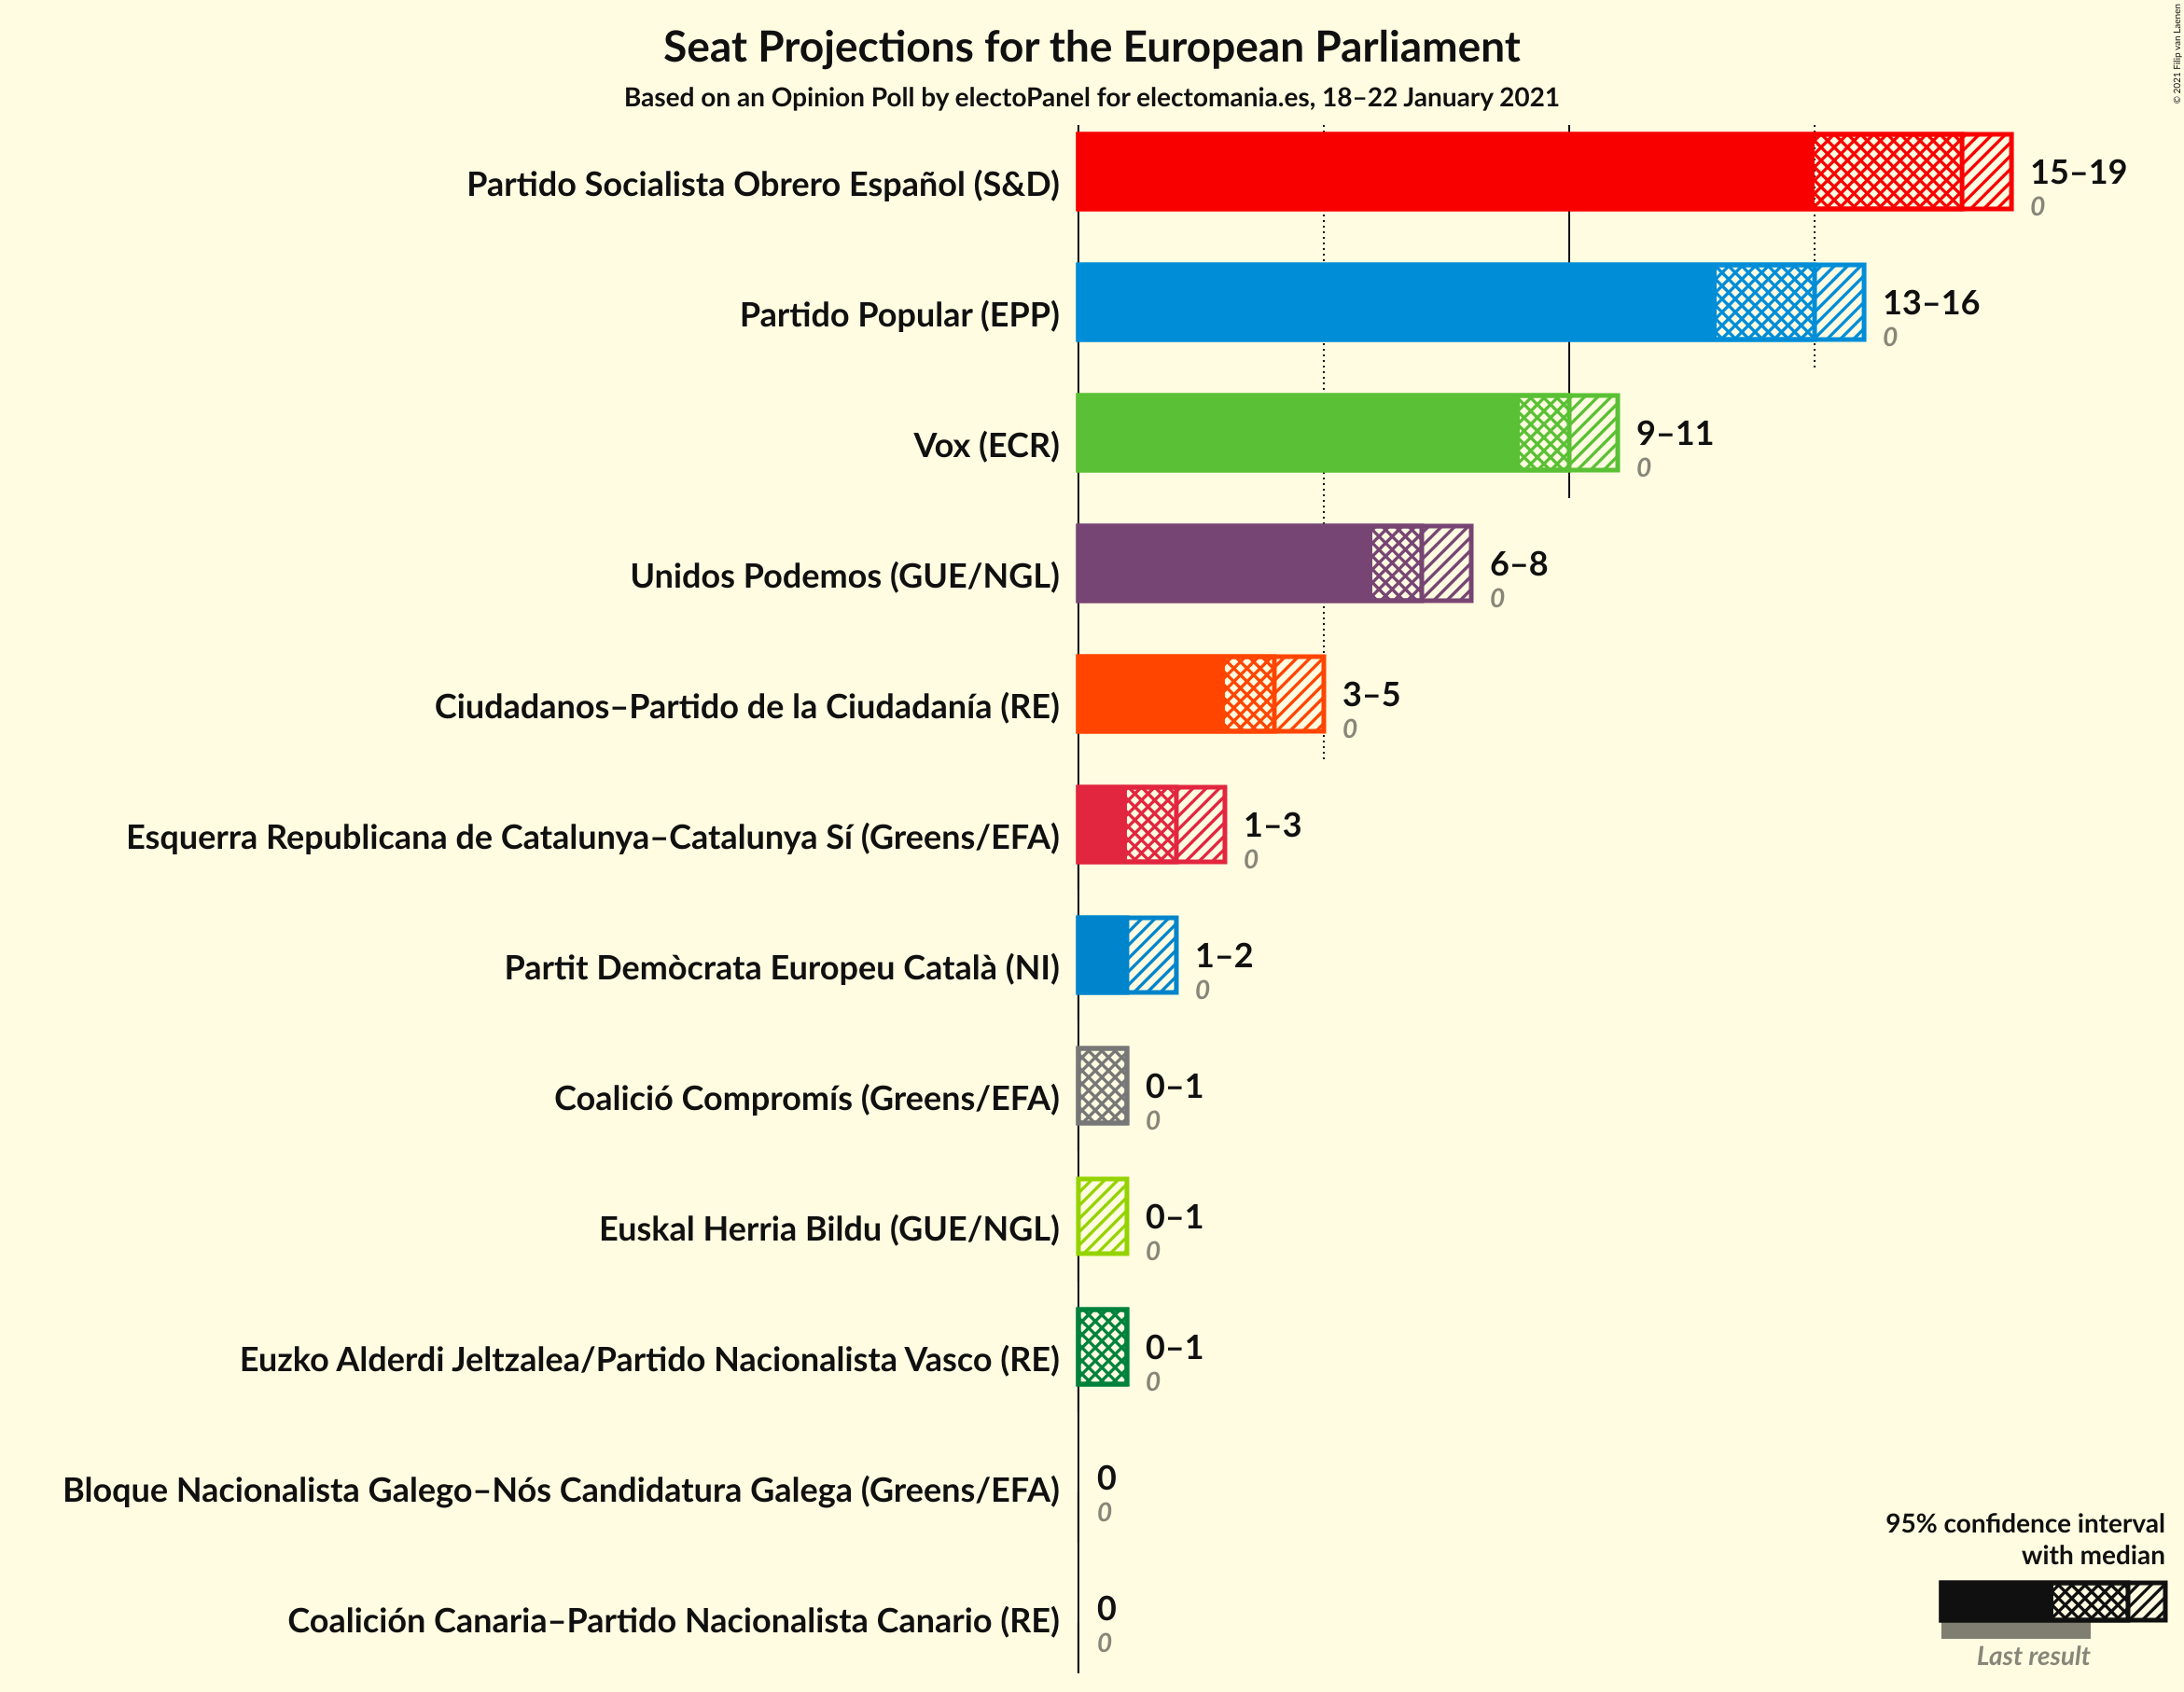 Seat Projections for the European Parliament
Based on an Opinion Poll by electoPanel for electomania.es, 18–22 January 2021
© 2021 Filip van Laenen
Partido Socialista Obrero Español (S&D)
15–19
0
Partido Popular (EPP)
13–16
0
Vox (ECR)
9–11
0
Unidos Podemos (GUE/NGL)
6–8
0
Ciudadanos–Partido de la Ciudadanía (RE)
3–5
0
Esquerra Republicana de Catalunya–Catalunya Sí (Greens/EFA)
1–3
0
Partit Demòcrata Europeu Català (NI)
1–2
0
Coalició Compromís (Greens/EFA)
0–1
0
Euskal Herria Bildu (GUE/NGL)
0–1
0
Euzko Alderdi Jeltzalea/Partido Nacionalista Vasco (RE)
0–1
0
Bloque Nacionalista Galego–Nós Candidatura Galega (Greens/EFA)
0
0
Coalición Canaria–Partido Nacionalista Canario (RE)
0
0
95% confidence interval
with median
Last result